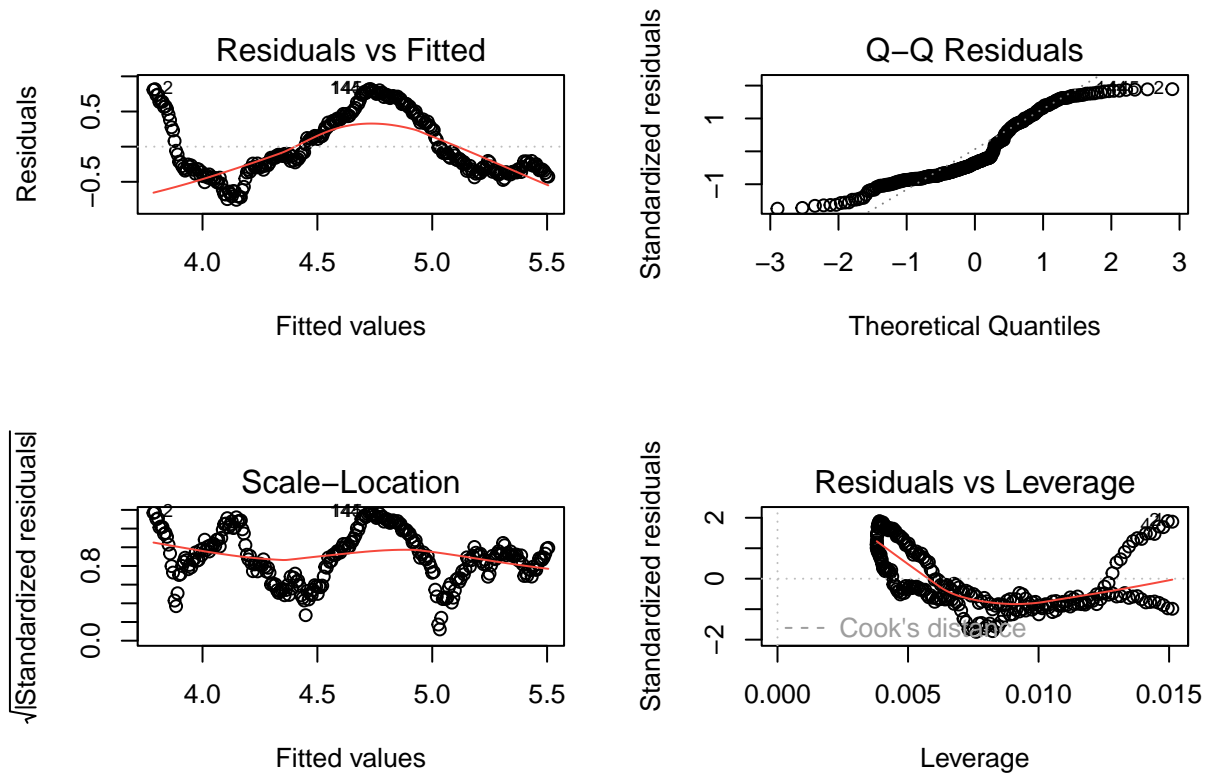 Residuals vs Fitted
Residuals
0.5
−0.5
2
4.0 4.5 5.0 5.5
Fitted values
Q−Q Residuals
Standardized residuals
1
−1
2
−3 −2 −1 0 1 2 3
Theoretical Quantiles
Scale−Location
√|Standardized residuals|
0.8
0.0
2
4.0 4.5 5.0 5.5
Fitted values
Residuals vs Leverage
Standardized residuals
2
0
−2
Cook's distance
0.000 0.005 0.010 0.015
Leverage